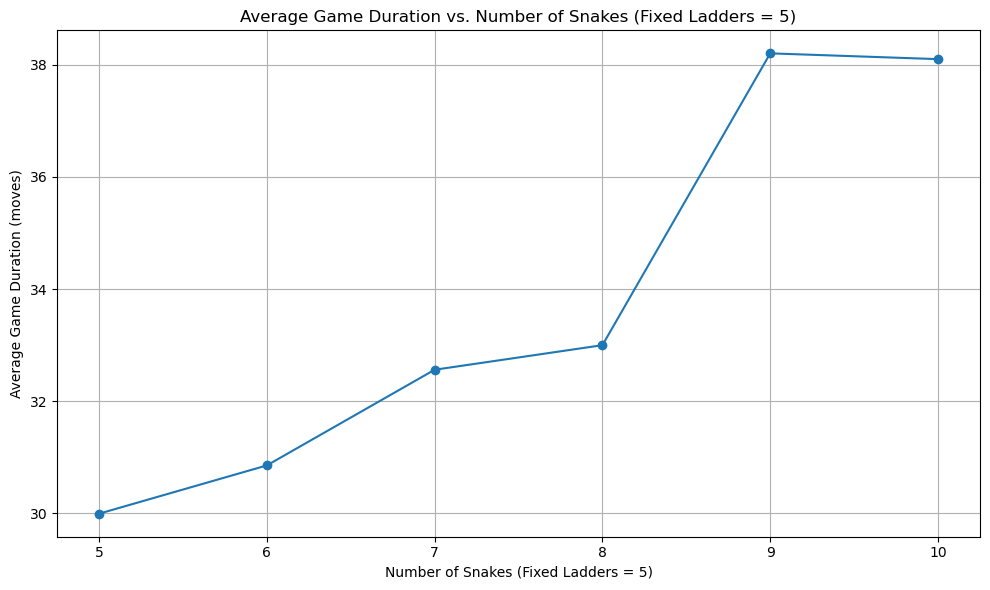 Average Game Duration vs. Number of Snakes (Fixed Ladders = 5)
Average Game Duration (moves)
38
36
34
32
30
5 6 7 8 9 10
Number of Snakes (Fixed Ladders = 5)